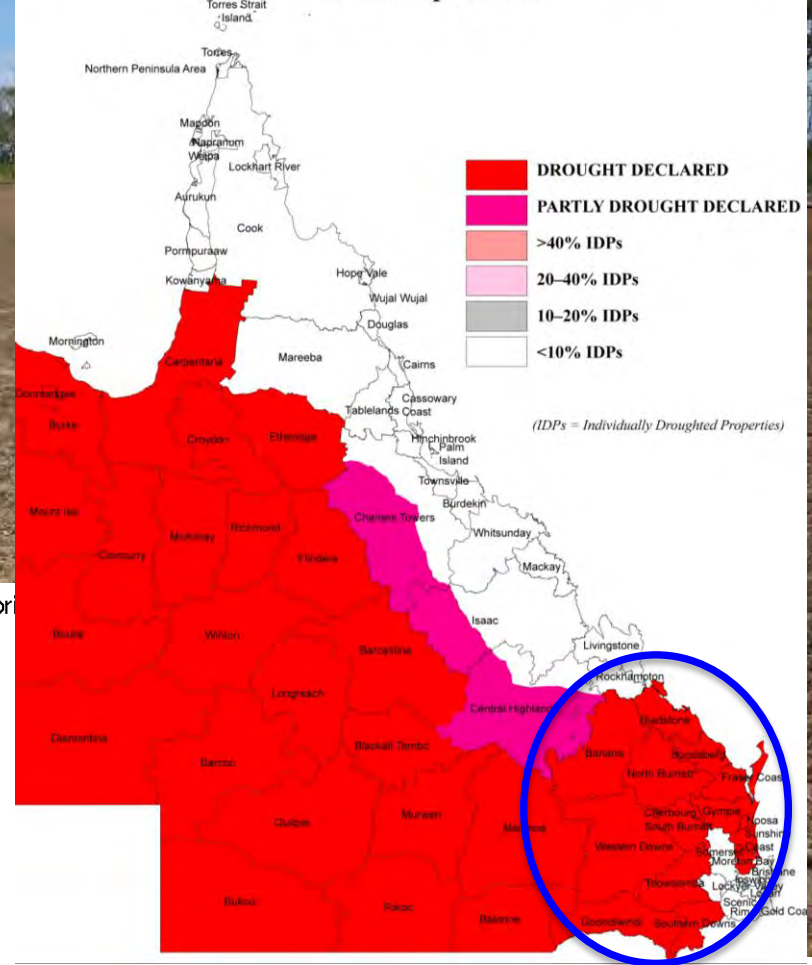 Torres Strait
Island
Torres
Northern Peninsula Area
Mapoon
Napranum
Weipa
Lockhart River
Aurukun
Cook
Pormpuraaw
Kowanyama
Hope Vale
Wujal Wujal
Douglas
Mornington
Carpentaria
Mareeba
Cairns
Doomadgee
Burke
Croydon
Etheridge
Tablelands
Cassowary
Coast
Hinchinbrook
Palm
Island
Townsville
Burdekin
DROUGHT DECLARED
PARTLY DROUGHT DECLARED
>40% IDPs
20–40% IDPs
10–20% IDPs
<10% IDPs
(IDPs = Individually Droughted Properties)
Mount Isa
Cloncurry
McKinlay
Richmond
Flinders
Charters Towers
Whitsunday
Mackay
Isaac
Boulia
Winton
Barcaldine
Livingstone
Rockhampton
Longreach
Central Highland
Gladstone
Diamantina
Barcoo
Blackall Tambo
Banana
Bundaberg
North Burnett
Fraser Coas
Quilpie
Murweh
Maranoa
Cherbourg
Gympie
South Burnett
Noosa
Sunshin
Coast
Western Downs
Somerset
Moreton Bay
Brisbane
Ipswich
Toowoomba
Lockyer Valley
Logan
Scenic
Rim
Gold Coa
Bulloo
Paroo
Balonne
Goondiwindi
Southern Downs